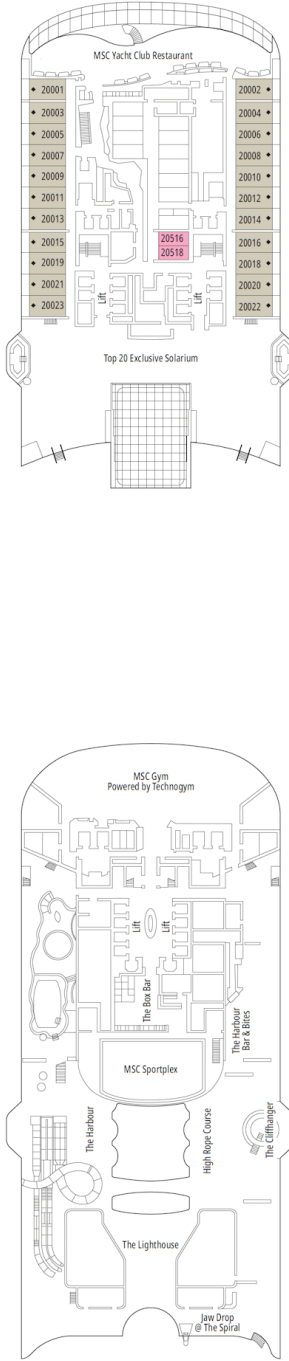 MSC Yacht Club Restaurant
20001
20002
20003
20004
20005
20006
20007
20008
20009
20010
20011
20012
20013
20014
20516
20015
20016
20518
20019
20018
20021
20020
20023
20022
Lift
Lift
Top 20 Exclusive Solarium
MSC Gym
Powered by Technogym
Lift
Lift
The Box Bar
The Harbour
Bar & Bites
MSC Sportplex
The Harbour
High Rope Course
The Cliffhanger
The Lighthouse
Jaw Drop
@ The Spiral